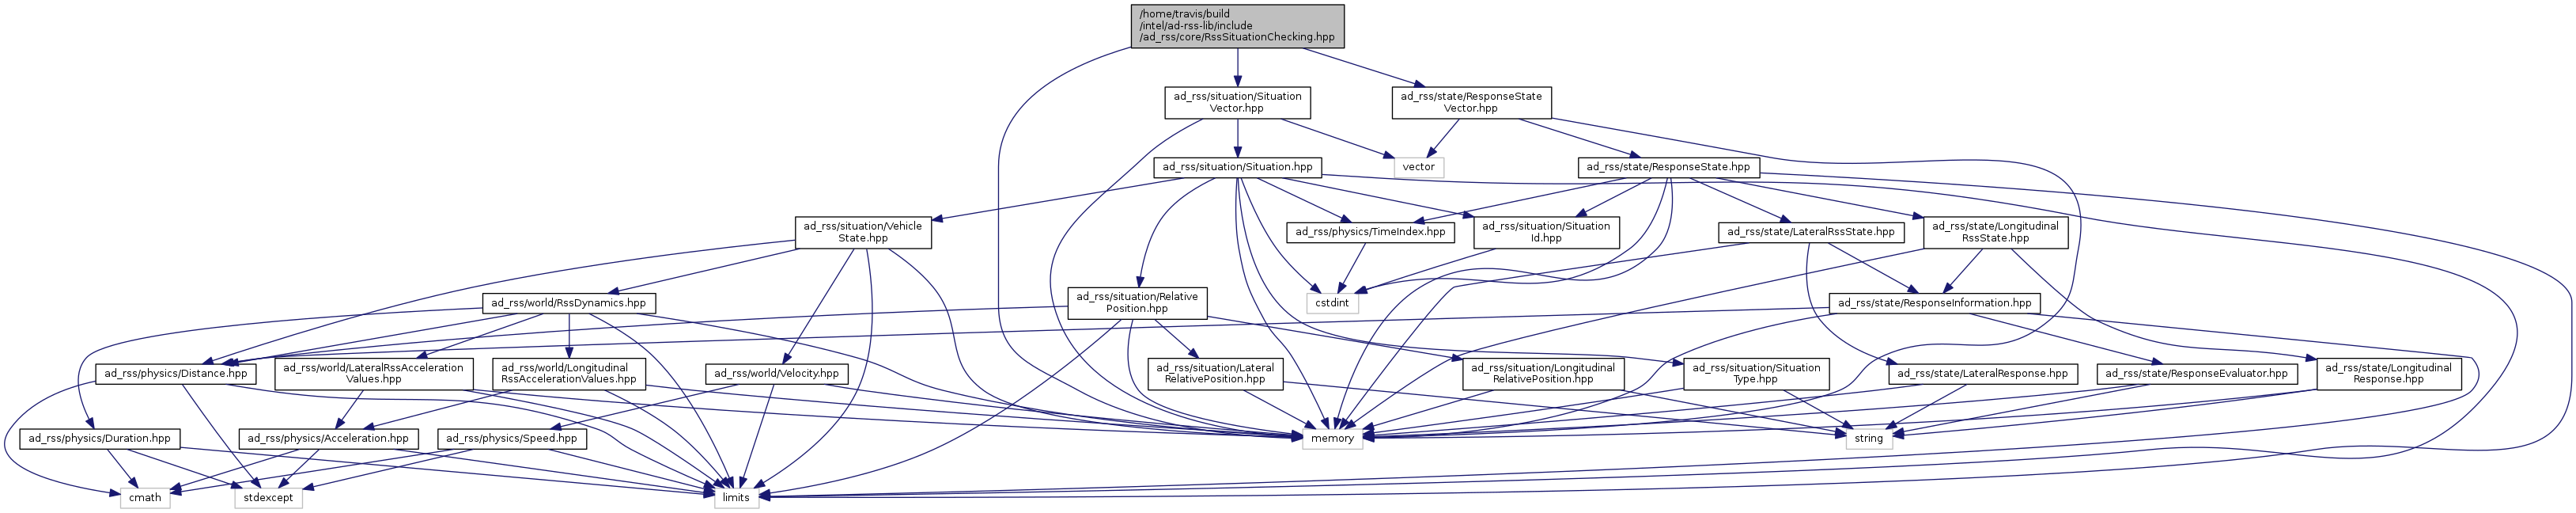 /home/travis/build
/intel/ad-rss-lib/include
/ad_rss/core/RssSituationChecking.hpp
ad_rss/situation/Situation
Vector.hpp
ad_rss/state/ResponseState
Vector.hpp
ad_rss/situation/Situation.hpp
vector
ad_rss/state/ResponseState.hpp
ad_rss/situation/Vehicle
State.hpp
ad_rss/physics/TimeIndex.hpp
ad_rss/situation/Situation
Id.hpp
ad_rss/state/LateralRssState.hpp
ad_rss/state/Longitudinal
RssState.hpp
ad_rss/world/RssDynamics.hpp
ad_rss/situation/Relative
Position.hpp
cstdint
ad_rss/state/ResponseInformation.hpp
ad_rss/physics/Distance.hpp
ad_rss/world/LateralRssAcceleration
Values.hpp
ad_rss/world/Longitudinal
RssAccelerationValues.hpp
ad_rss/world/Velocity.hpp
ad_rss/situation/Lateral
RelativePosition.hpp
ad_rss/situation/Longitudinal
RelativePosition.hpp
ad_rss/situation/Situation
Type.hpp
ad_rss/state/LateralResponse.hpp
ad_rss/state/ResponseEvaluator.hpp
ad_rss/state/Longitudinal
Response.hpp
ad_rss/physics/Duration.hpp
ad_rss/physics/Acceleration.hpp
ad_rss/physics/Speed.hpp
memory
string
cmath
stdexcept
limits